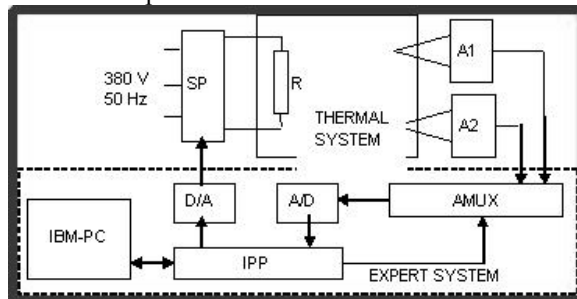 380 V
50 Hz
SP
R
THERMAL
SYSTEM
A1
A2
D/A
A/D
AMUX
IBM-PC
IPP
EXPERT SYSTEM